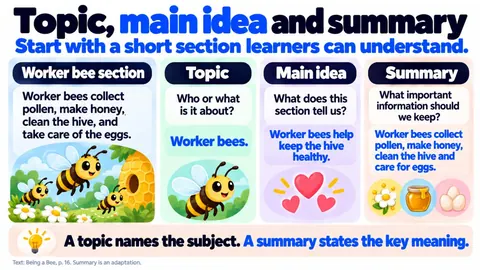 Topic, main idea and summary
Start with a short section learners can understand.
Worker bee section
Worker bees collect
pollen, make honey,
clean the hive, and
take care of the eggs.
Topic
Who or what
is it about?
Worker bees.
Main idea
What does this
section tell us?
Worker bees help
keep the hive
healthy.
Summary
What important
information should
we keep?
Worker bees collect
pollen, make honey,
clean the hive and
care for eggs.
A topic names the subject. A summary states the key meaning.
Text: Being a Bee, p. 16. Summary is an adaptation.